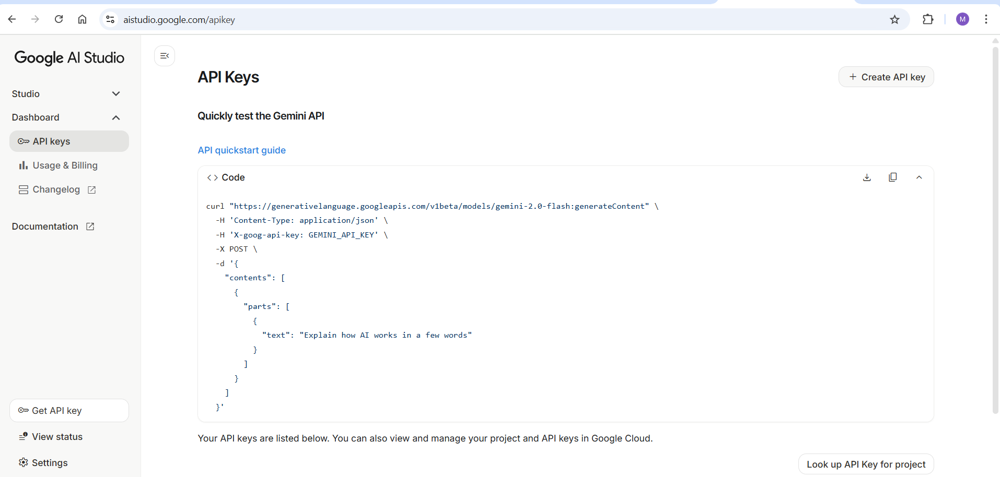 aistudio.google.com/apikey
M
Google AI Studio
Studio
Dashboard
API keys
Usage & Billing
Changelog
Documentation
Get API key
View status
Settings
API Keys
+ Create API key
Quickly test the Gemini API
API quickstart guide
<> Code
curl "https://generativelanguage.googleapis.com/v1beta/models/gemini-2.0-flash:generateContent" \
  -H 'Content-Type: application/json' \
  -H 'X-goog-api-key: GEMINI_API_KEY' \
  -X POST \
  -d '{
    "contents": [
      {
        "parts": [
          {
            "text": "Explain how AI works in a few words"
          }
        ]
      }
    ]
  }'
Your API keys are listed below. You can also view and manage your project and API keys in Google Cloud.
Look up API Key for project